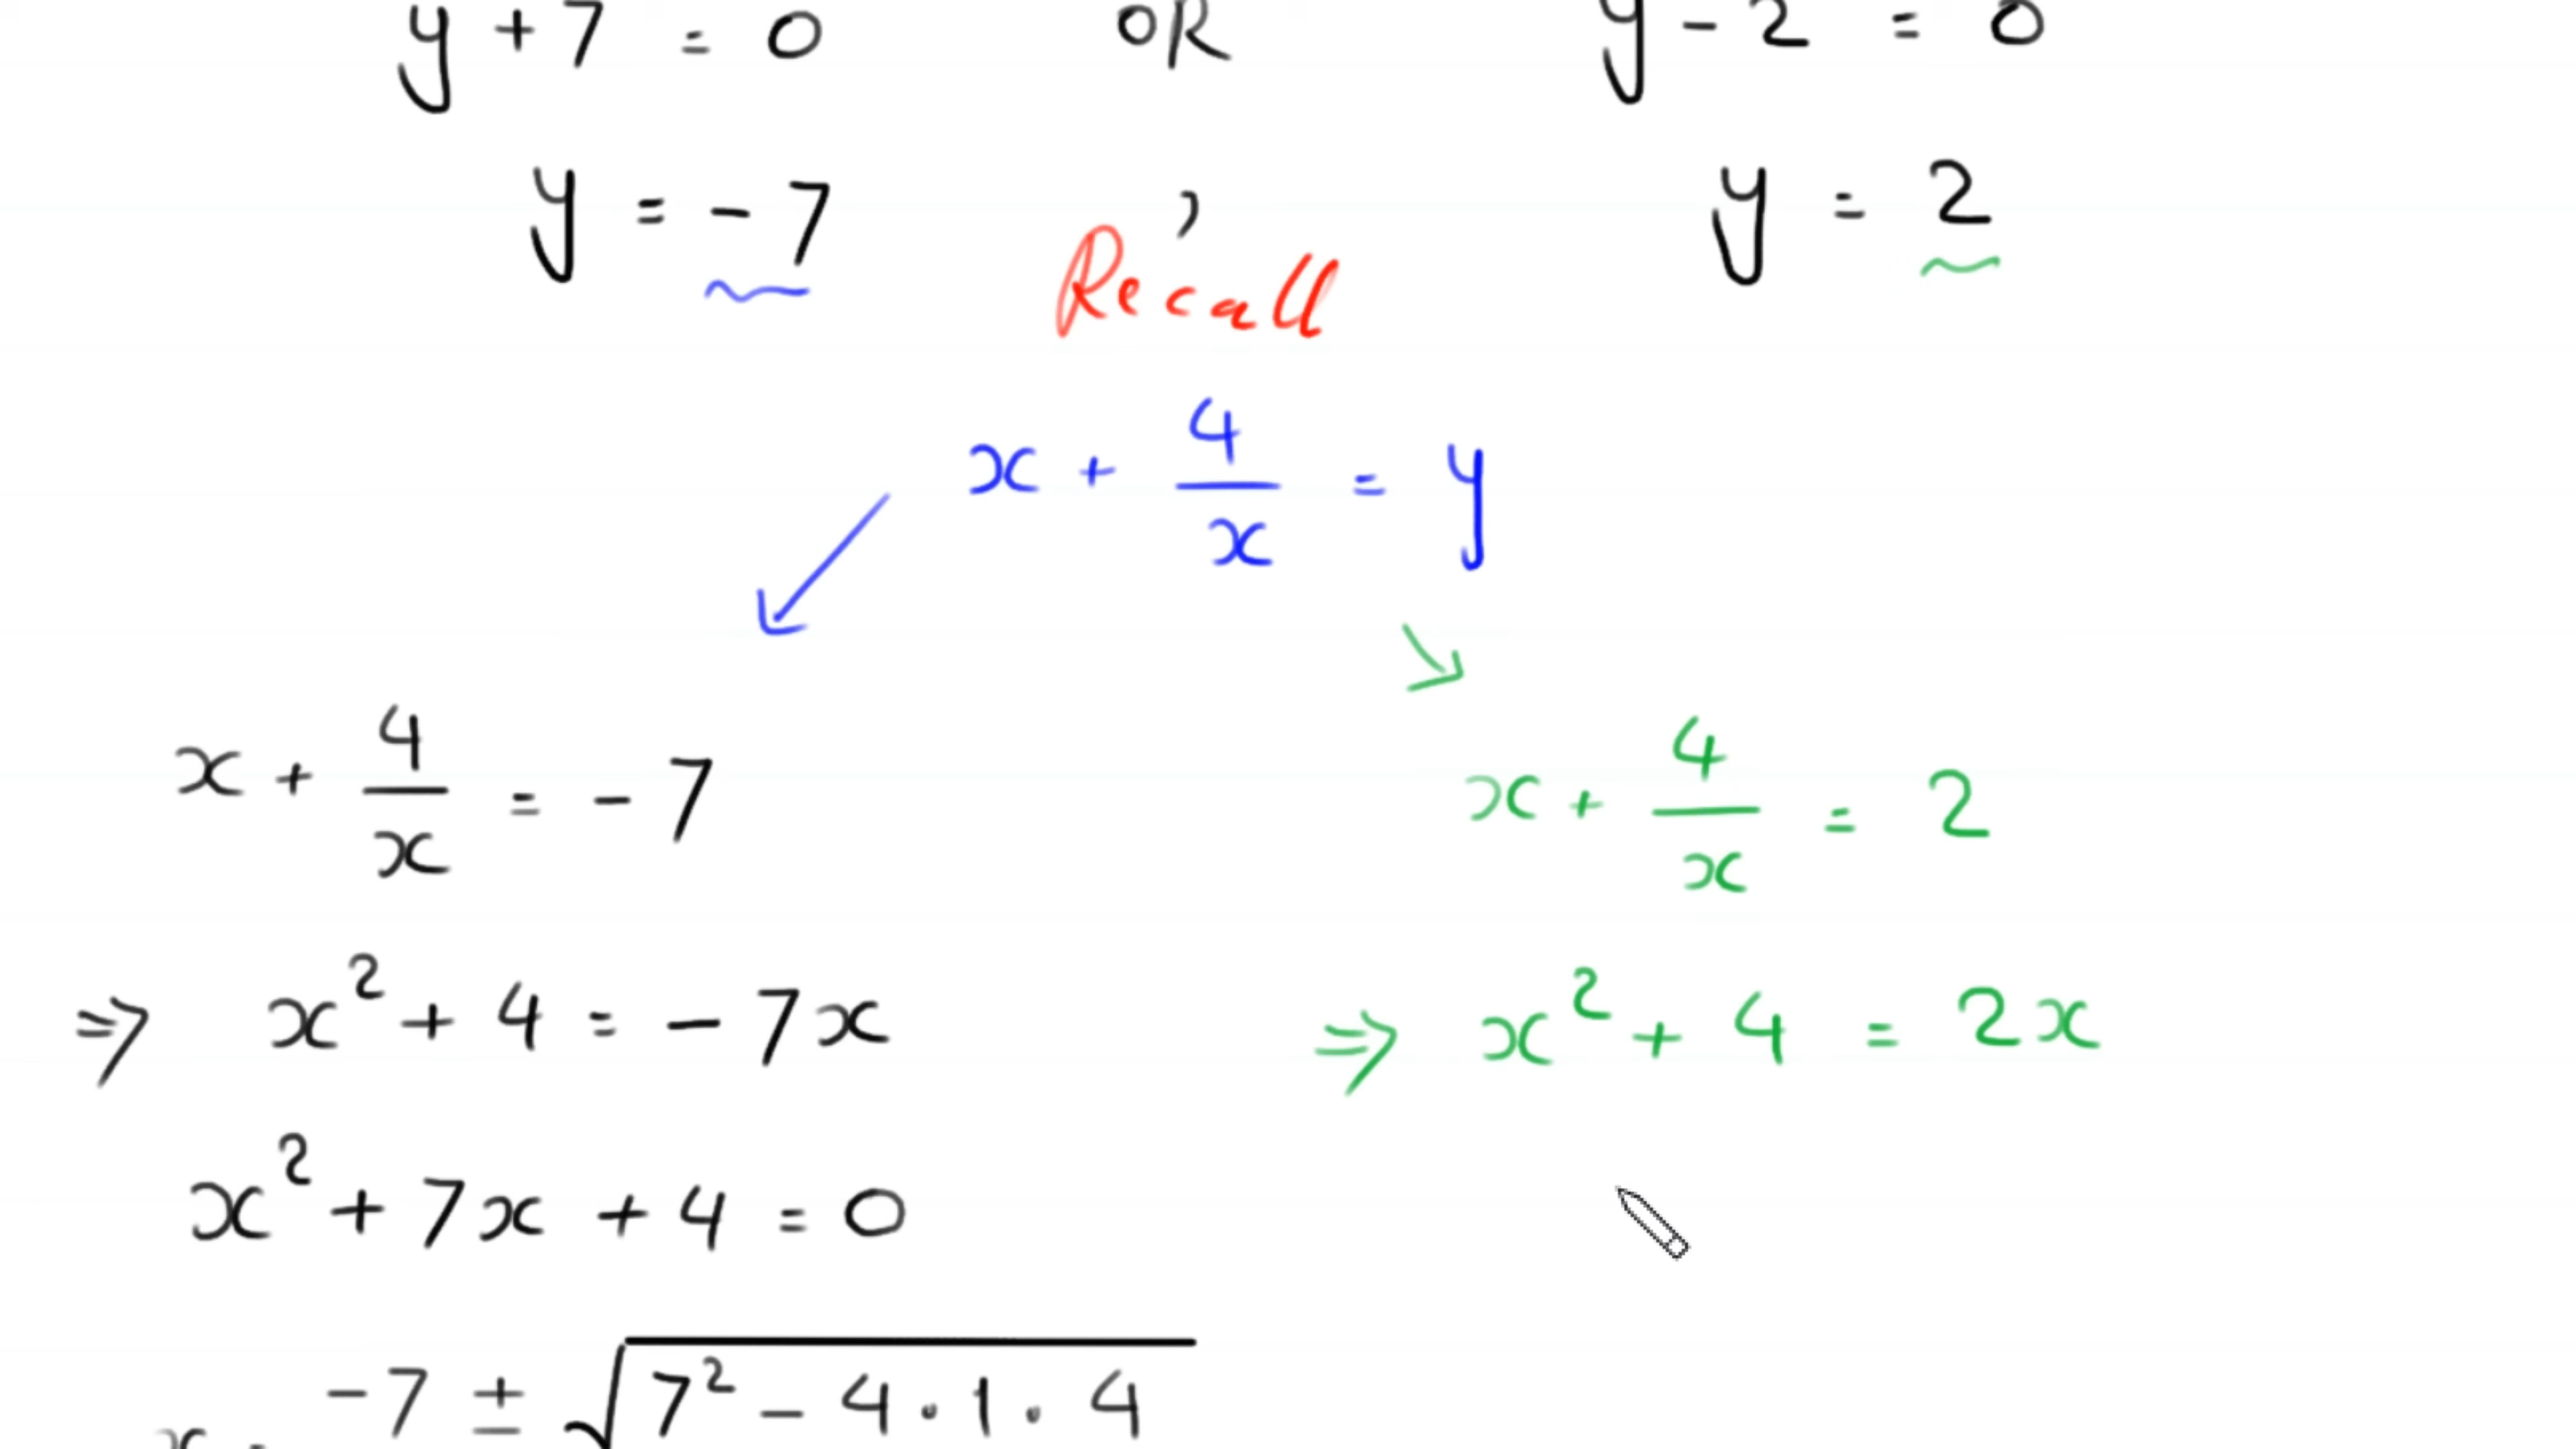 y + 7 = 0 OR y - 2 = 0
y = - 7 , y = 2
Recall
x + 4/x = y
x + 4/x = - 7 x + 4/x = 2
⇒ x² + 4 = - 7x ⇒ x² + 4 = 2x
x² + 7x + 4 = 0
-7 ± √7² - 4·1·4